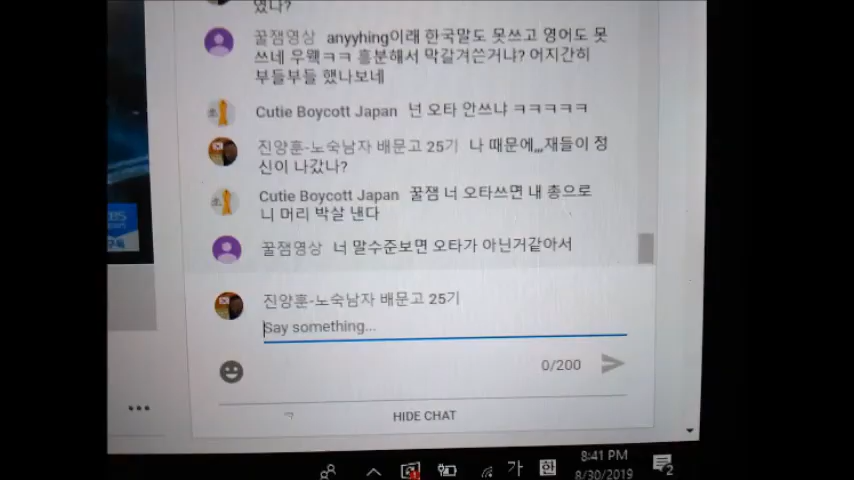 였나?
꿀잼영상 anyyhing이래 한국말도 못쓰고 영어도 못
쓰네 우웩ㅋㅋ 흥분해서 막갈겨쓴거냐? 어지간히
부들부들 했나보네
Cutie Boycott Japan 넌 오타 안쓰냐 ㅋㅋㅋㅋㅋ
진양훈-노숙남자 배문고 25기 나 때문에,,,재들이 정
신이 나갔나?
Cutie Boycott Japan 꿀잼 너 오타쓰면 내 총으로
니 머리 박살 낸다
꿀잼영상 너 말수준보면 오타가 아닌거같아서
진양훈-노숙남자 배문고 25기
Say something...
0/200
HIDE CHAT
가 한
8:41 PM
8/30/2019
2